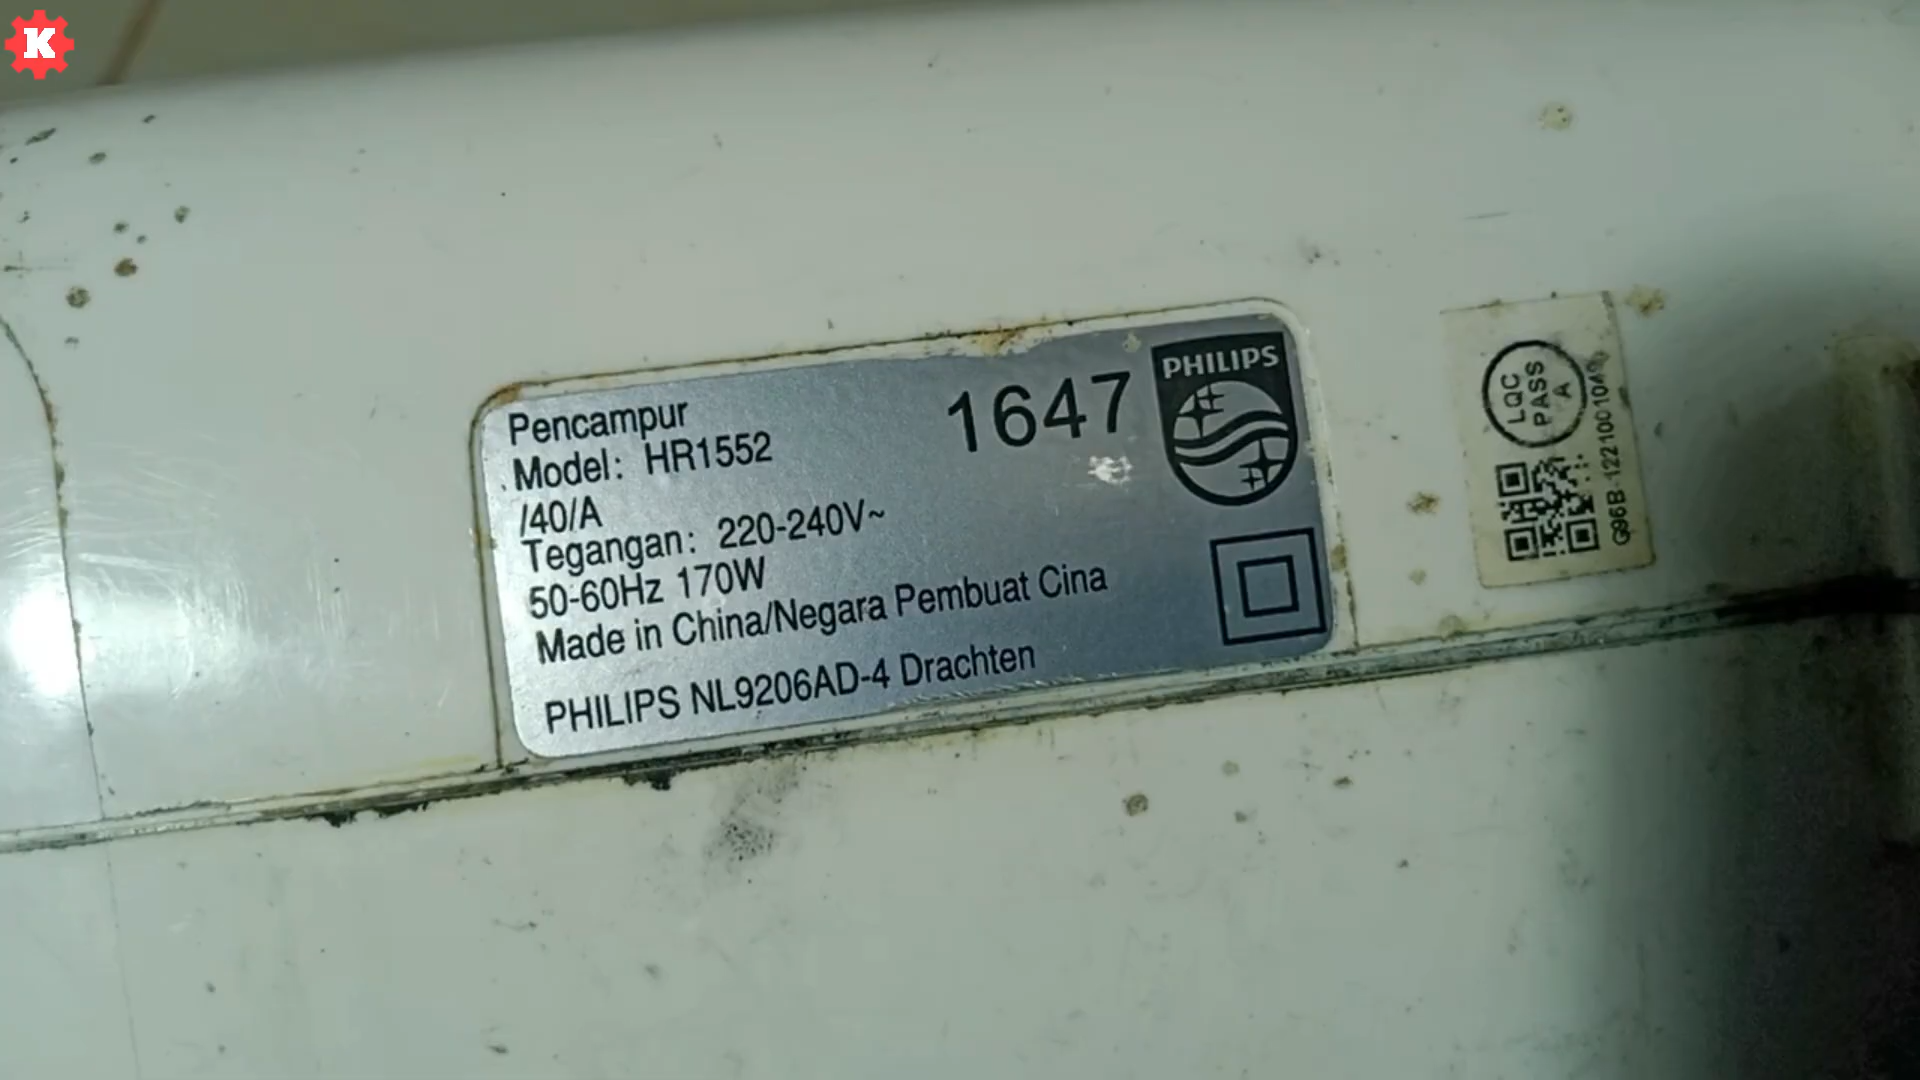 K
Pencampur
Model: HR1552
/40/A
Tegangan: 220-240V~
50-60Hz 170W
Made in China/Negara Pembuat Cina
PHILIPS NL9206AD-4 Drachten
1647
PHILIPS
LQC
PASS
A